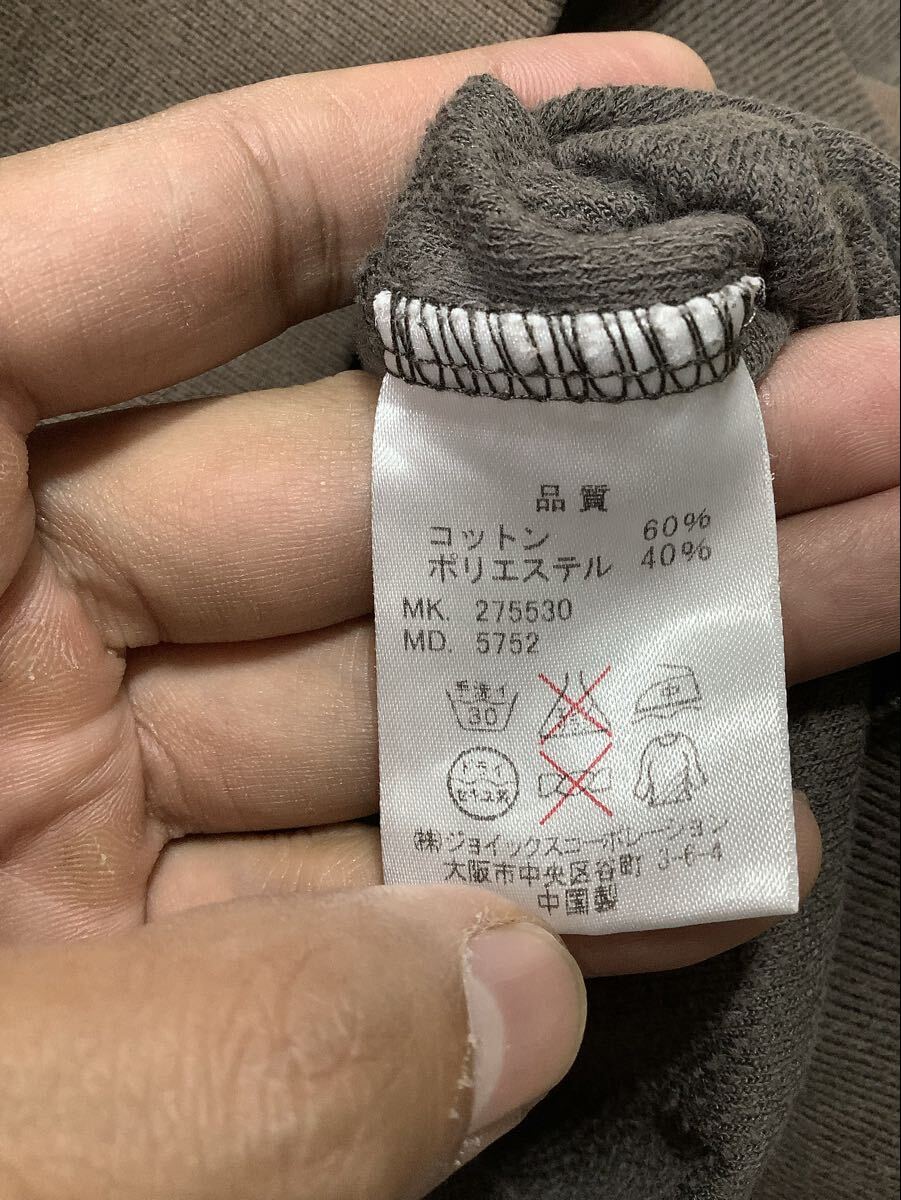 品質
コットン 60%
ポリエステル 40%
MK. 275530
MD. 5752
手洗イ 30 中
ドライ セキユ系
(株)ジョイックスコーポレーション
大阪市中央区谷町 3-6-4
中国製